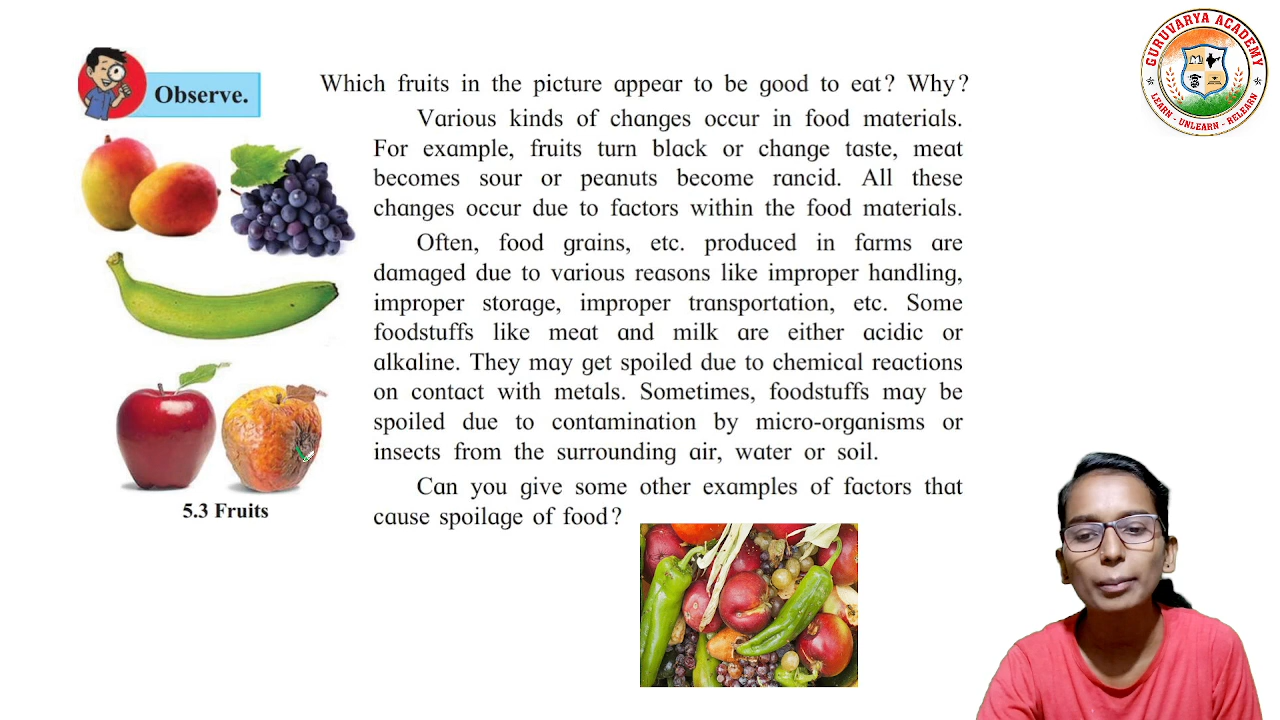 GURUVARYA ACADEMY
LEARN - UNLEARN - RELEARN
Observe.
Which fruits in the picture appear to be good to eat? Why?
Various kinds of changes occur in food materials.
For example, fruits turn black or change taste, meat
becomes sour or peanuts become rancid. All these
changes occur due to factors within the food materials.
Often, food grains, etc. produced in farms are
damaged due to various reasons like improper handling,
improper storage, improper transportation, etc. Some
foodstuffs like meat and milk are either acidic or
alkaline. They may get spoiled due to chemical reactions
on contact with metals. Sometimes, foodstuffs may be
spoiled due to contamination by micro-organisms or
insects from the surrounding air, water or soil.
Can you give some other examples of factors that
cause spoilage of food?
5.3 Fruits